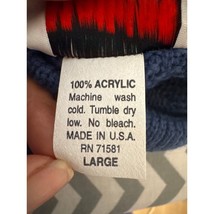 100% ACRYLIC
Machine wash
cold. Tumble dry
low. No bleach.
MADE IN U.S.A.
RN 71581
LARGE